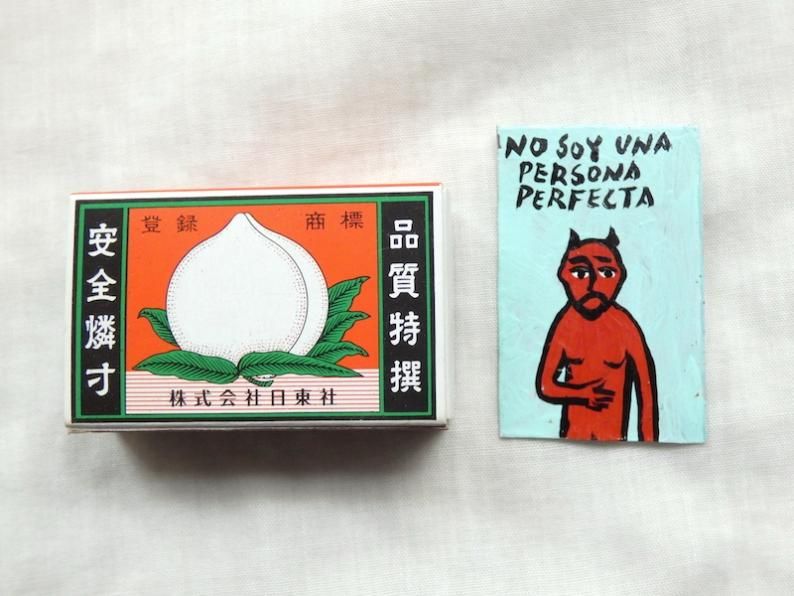 登録 商標
安全燐寸
品質特撰
株式会社日東社
NO SOY UNA
PERSONA
PERFECTA